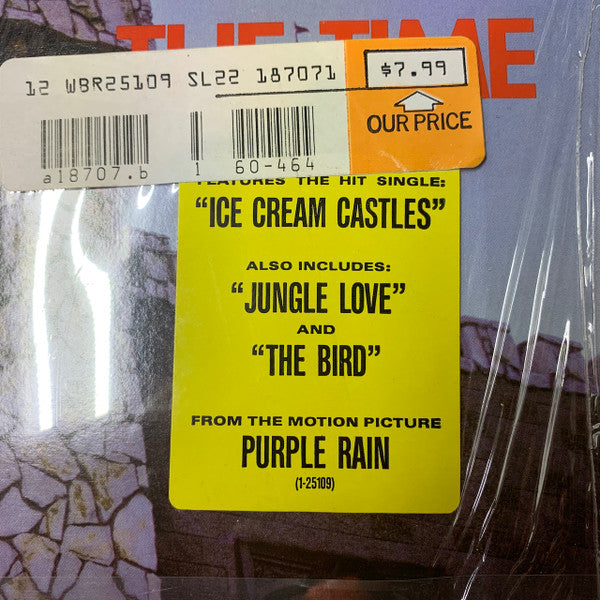 THE TIME
12 WBR25109 SL22 187071
$7.99
OUR PRICE
a18707.b 1 60-464
FEATURES THE HIT SINGLE:
"ICE CREAM CASTLES"
ALSO INCLUDES:
"JUNGLE LOVE"
AND
"THE BIRD"
FROM THE MOTION PICTURE
PURPLE RAIN
(1-25109)